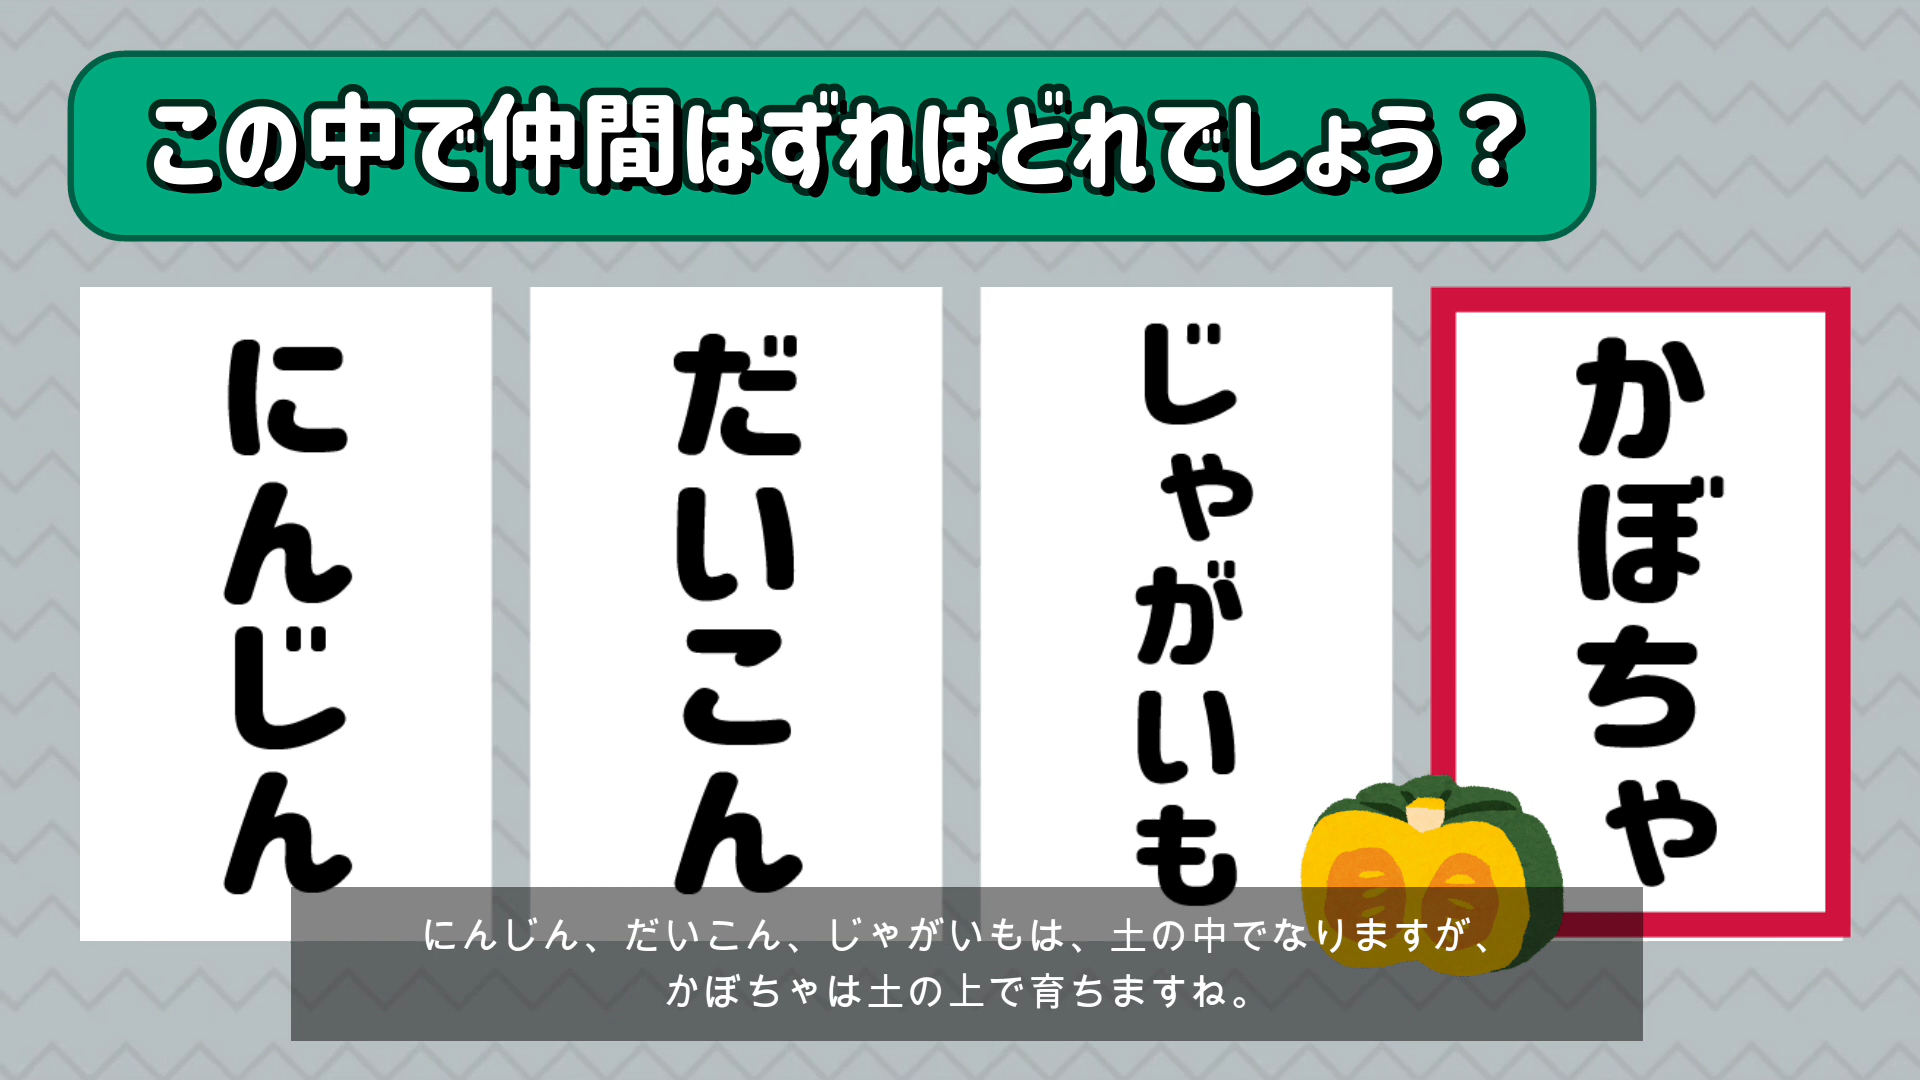 この中で仲間はずれはどれでしょう？
にんじん
だいこん
じゃがいも
かぼちゃ
にんじん、だいこん、じゃがいもは、土の中でなりますが、
かぼちゃは土の上で育ちますね。